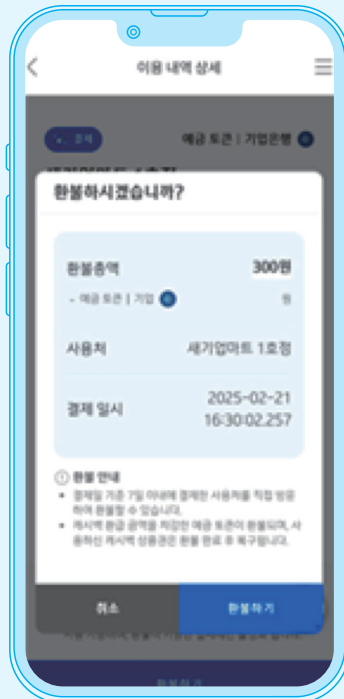 이용 내역 상세
결제
예금 토큰 | 기업은행
환불하시겠습니까?
환불총액 300원
- 예금 토큰 | 기업 원
사용처 새기업마트 1호점
결제 일시 2025-02-21
16:30:02.257
환불 안내
• 결제일 기준 7일 이내에 결제한 사용처를 직접 방문
하여 환불할 수 있습니다.
• 캐시백 환급 금액을 차감한 예금 토큰이 환불되며, 사
용하신 캐시백 상품권은 환불 완료 후 복구됩니다.
취소 환불하기
환불하기